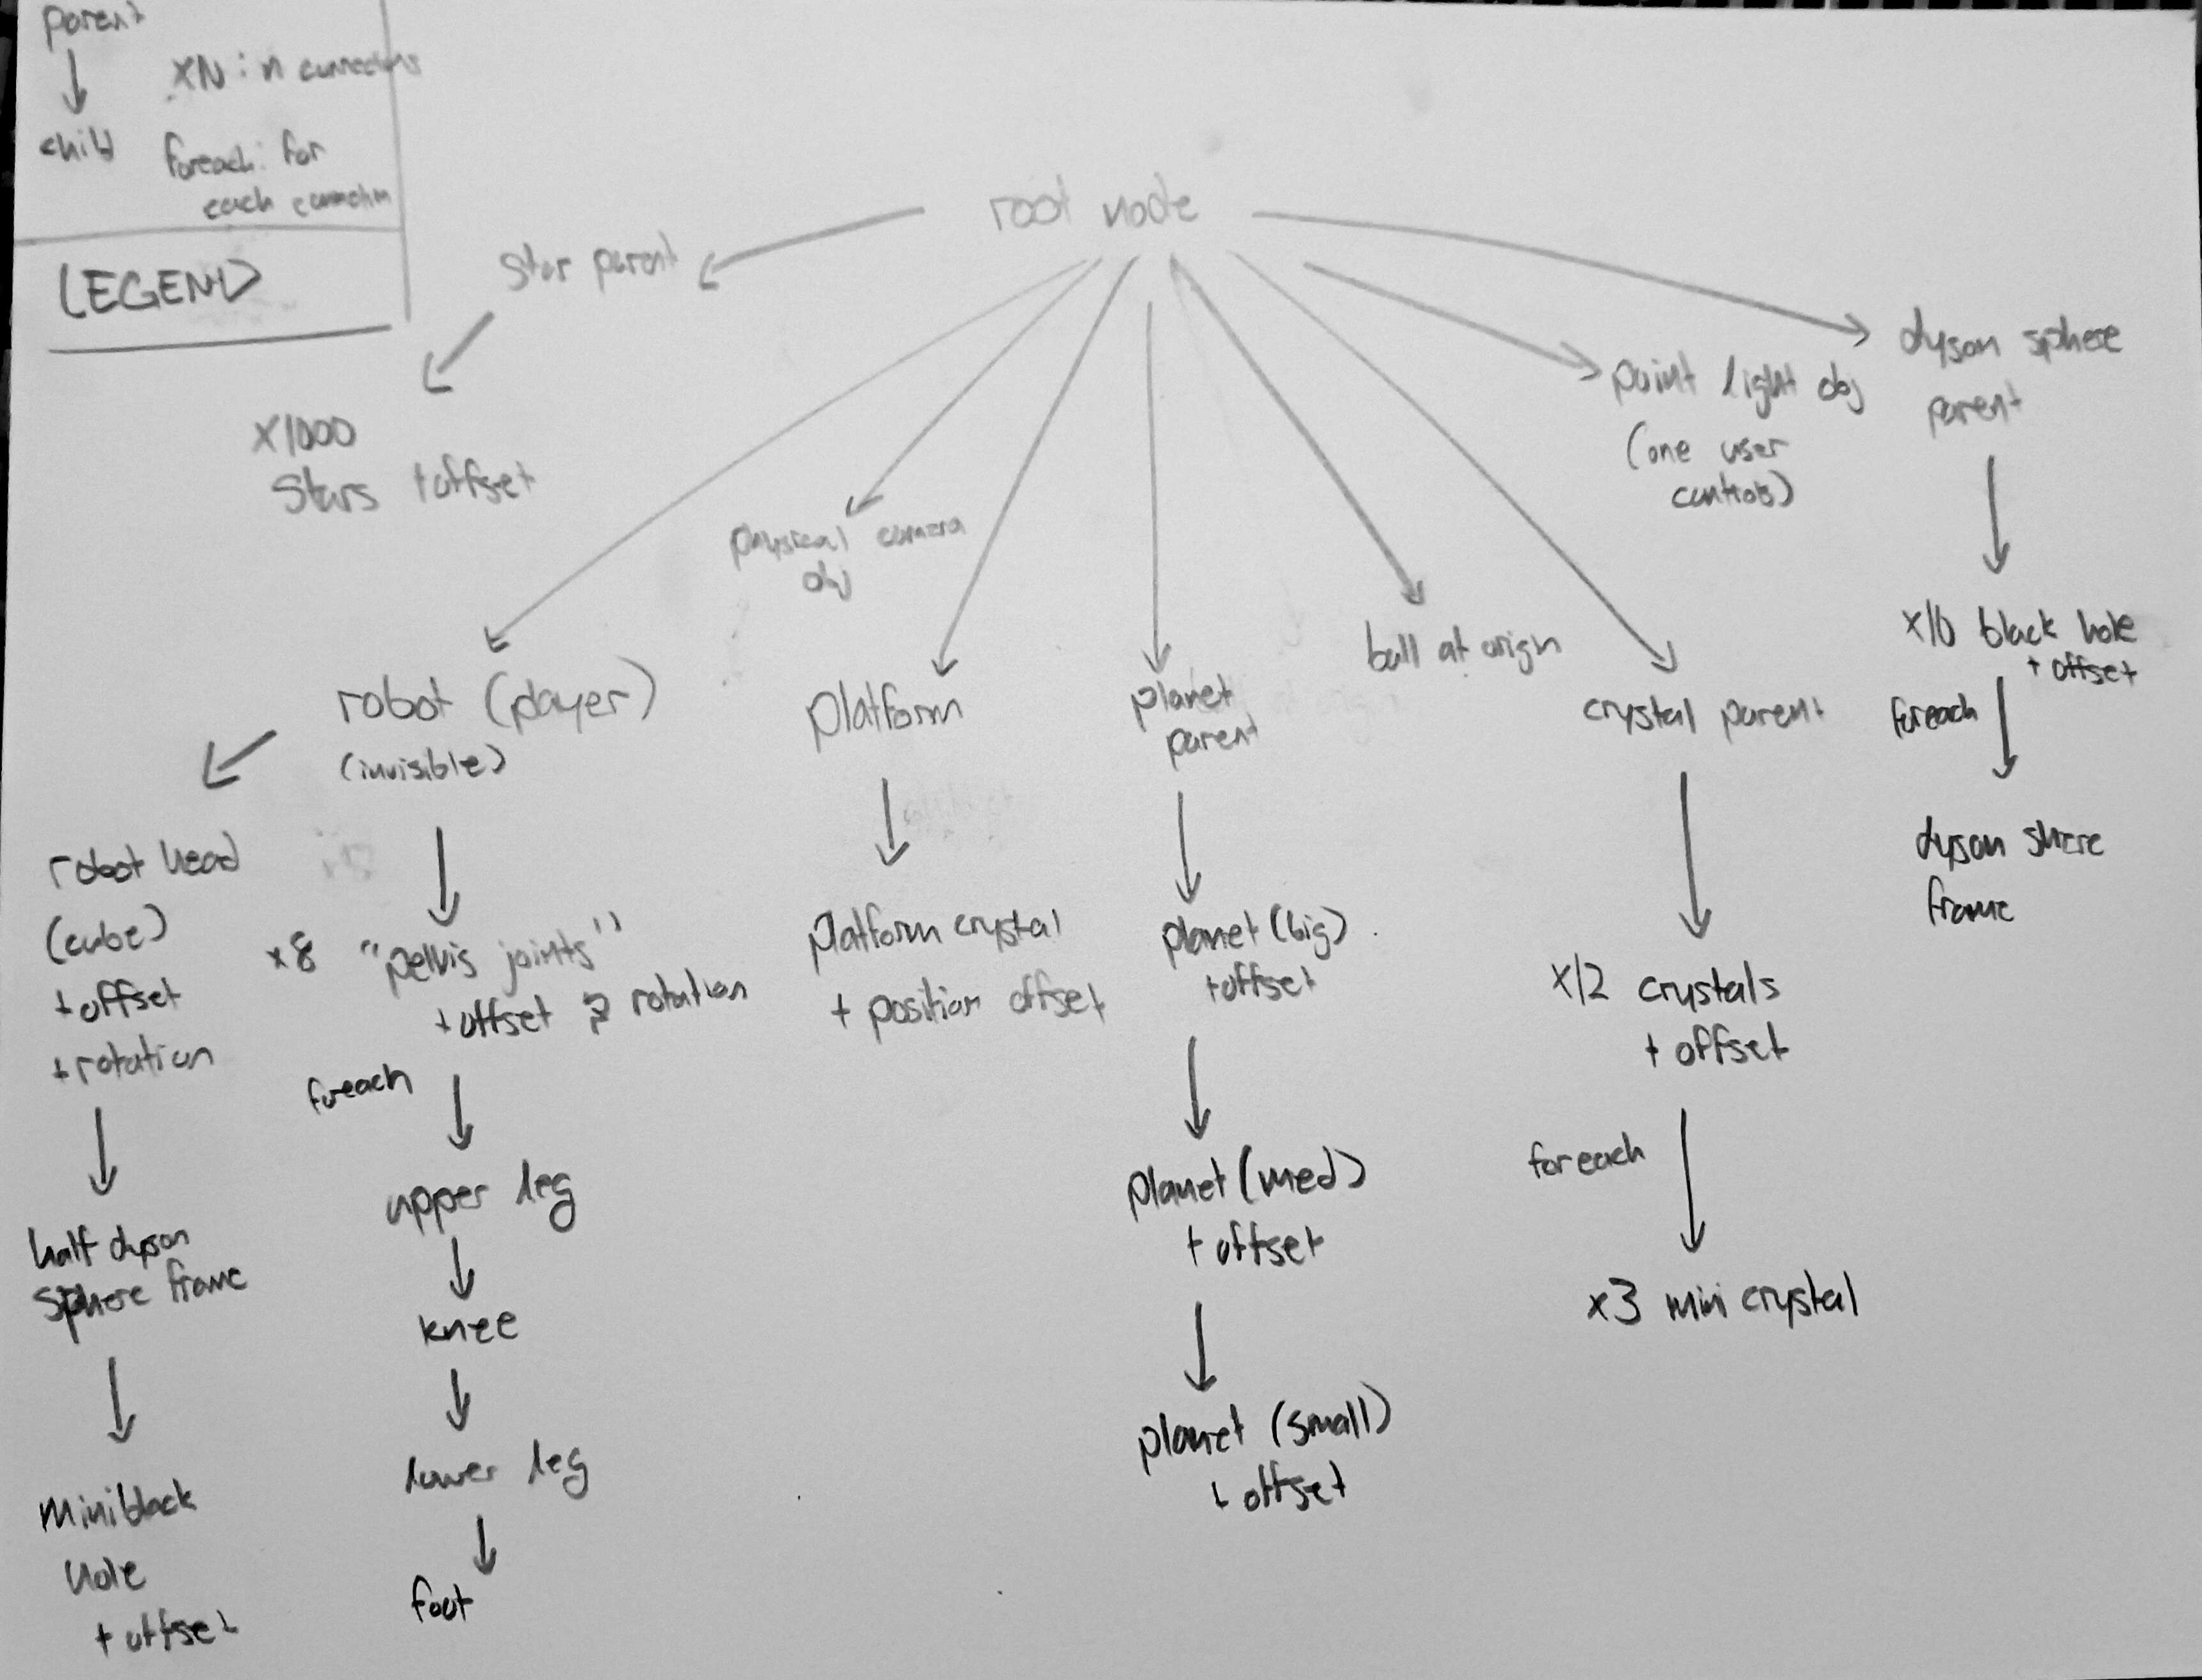 parent
xN : n connections
child
foreach: for
each connection
LEGEND
root node
star parent
x1000
stars +offset
physical camera
obj
point light obj
(one user
controls)
dyson sphere
parent
x10 black hole
+ offset
foreach
dyson shere
frame
robot (player)
(invisible)
platform
planet
parent
ball at origin
crystal parent
robot head
(cube)
+offset
+rotation
x8 "pelvis joints"
+offset & rotation
foreach
platform crystal
+ position offset
planet (big)
+offset
x12 crystals
+ offset
foreach
x3 mini crystal
upper leg
knee
lower leg
foot
half dyson
sphere frame
mini black
hole
+ offset
planet (med)
+ offset
planet (small)
+ offset